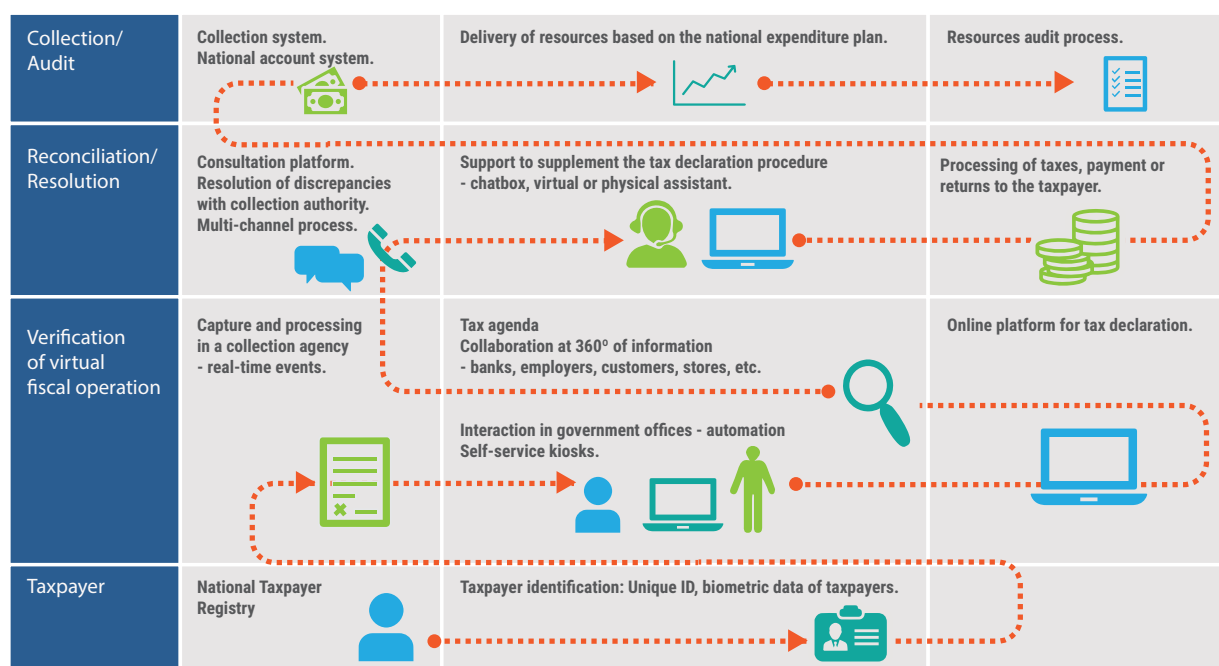 Collection/
Audit
Collection system.
National account system.
Delivery of resources based on the national expenditure plan.
Resources audit process.
Reconciliation/
Resolution
Consultation platform.
Resolution of discrepancies
with collection authority.
Multi-channel process.
Support to supplement the tax declaration procedure
- chatbox, virtual or physical assistant.
Processing of taxes, payment or
returns to the taxpayer.
Verification
of virtual
fiscal operation
Capture and processing
in a collection agency
- real-time events.
Tax agenda
Collaboration at 360º of information
- banks, employers, customers, stores, etc.
Interaction in government offices - automation
Self-service kiosks.
Online platform for tax declaration.
Taxpayer
National Taxpayer
Registry
Taxpayer identification: Unique ID, biometric data of taxpayers.